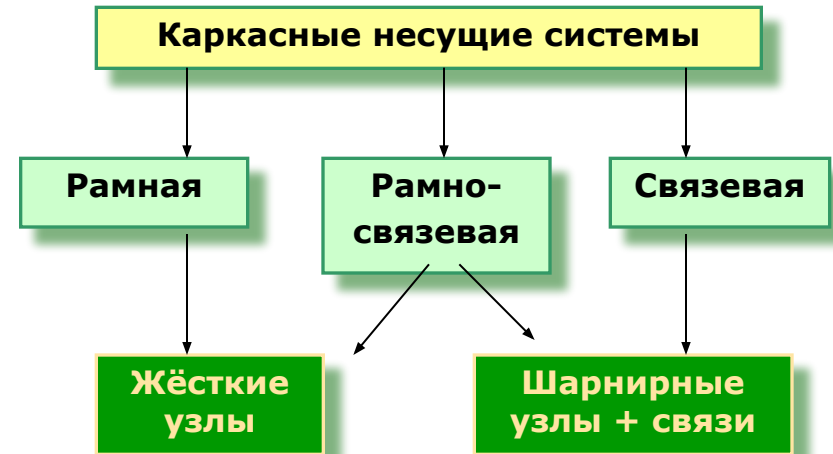 Каркасные несущие системы
Рамная
Рамно-
связевая
Связевая
Жёсткие
узлы
Шарнирные
узлы + связи